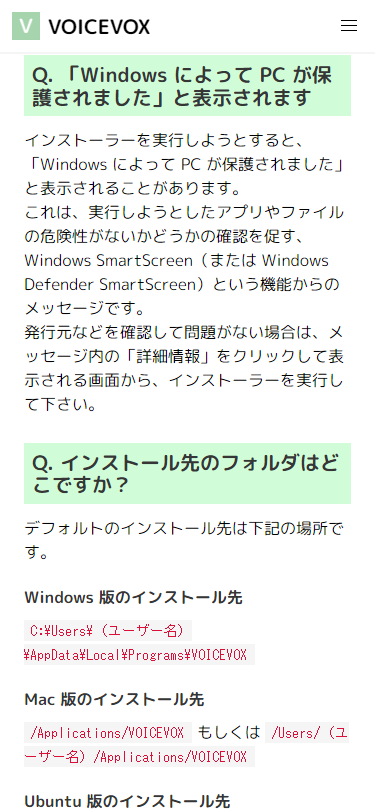 V VOICEVOX
Q. 「Windows によって PC が保
護されました」と表示されます
インストーラーを実行しようとすると、
「Windows によって PC が保護されました」
と表示されることがあります。
これは、実行しようとしたアプリやファイル
の危険性がないかどうかの確認を促す、
Windows SmartScreen（または Windows
Defender SmartScreen）という機能からの
メッセージです。
発行元などを確認して問題がない場合は、メ
ッセージ内の「詳細情報」をクリックして表
示される画面から、インストーラーを実行し
て下さい。
Q. インストール先のフォルダはど
こですか？
デフォルトのインストール先は下記の場所で
す。
Windows 版のインストール先
C:¥Users¥（ユーザー名）
¥AppData¥Local¥Programs¥VOICEVOX
Mac 版のインストール先
/Applications/VOICEVOX もしくは /Users/（ユ
ーザー名）/Applications/VOICEVOX
Ubuntu 版のインストール先